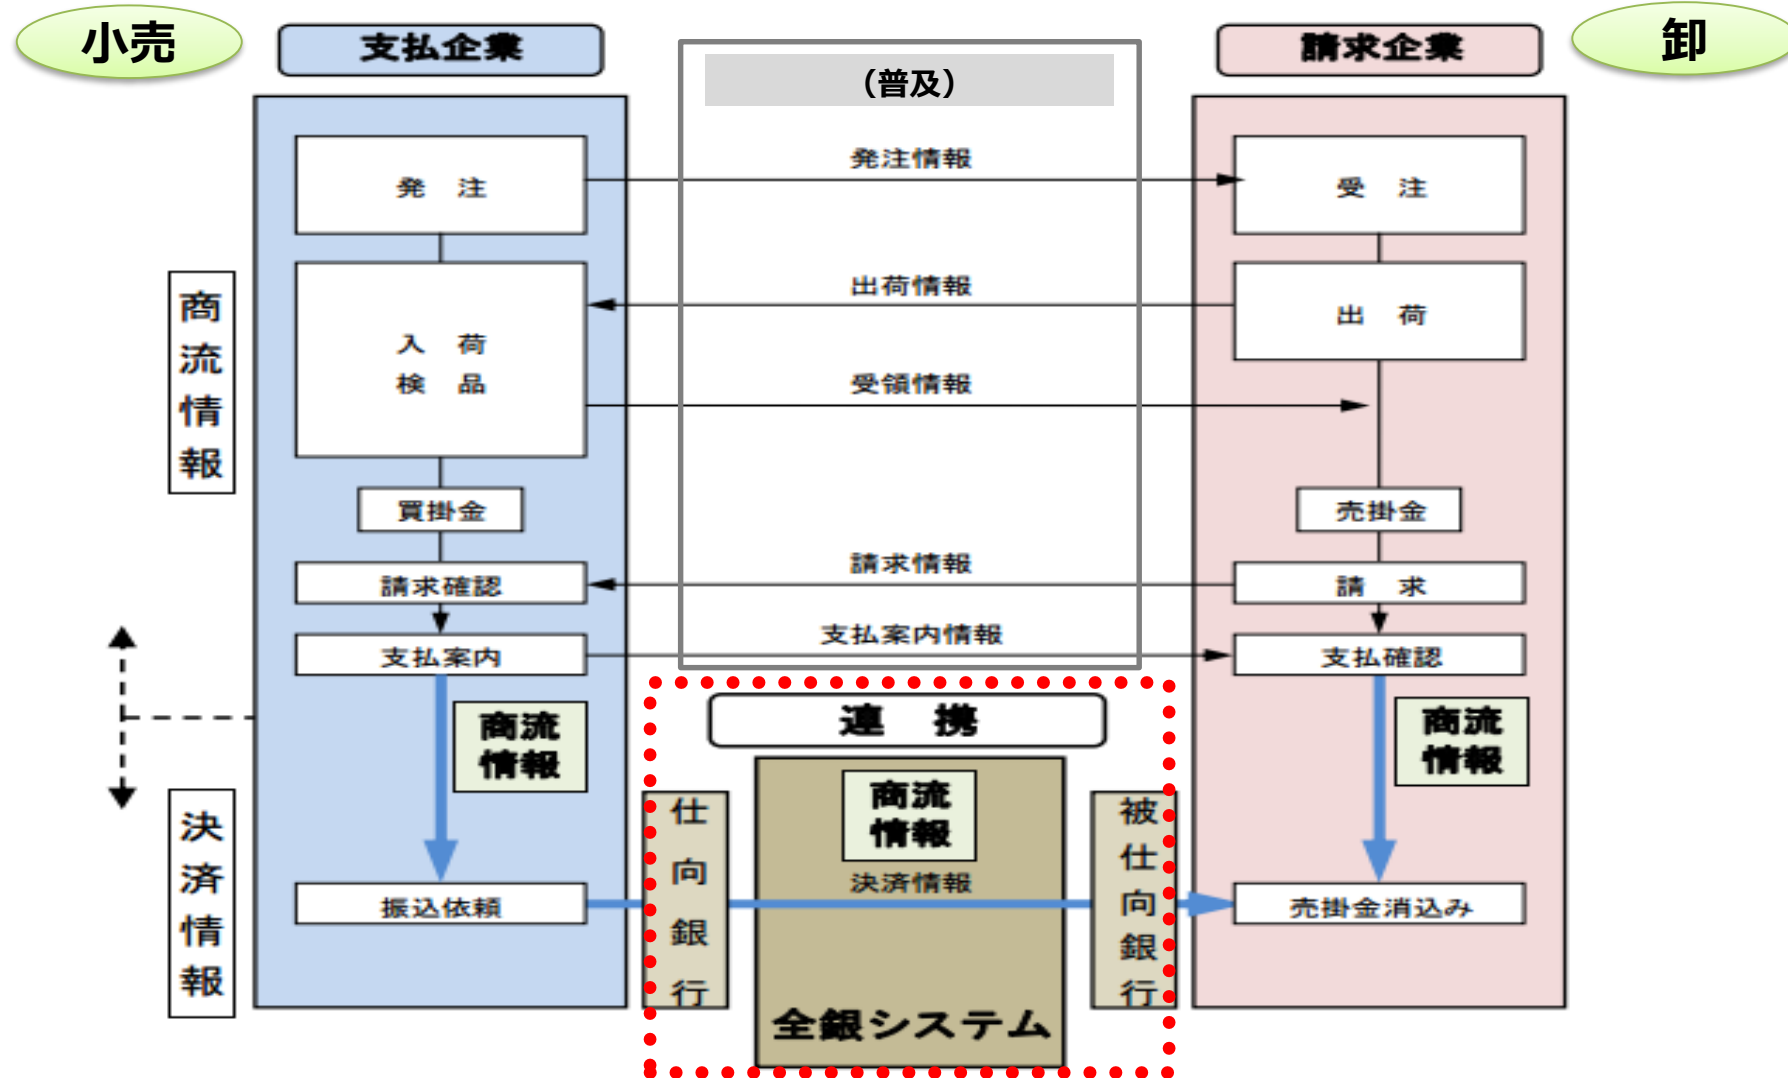 小売
支払企業
(普及)
請求企業
卸
発注情報
発 注
受 注
商流情報
出荷情報
出 荷
入 荷
検 品
受領情報
買掛金
売掛金
請求情報
請求確認
請 求
支払案内情報
支払案内
支払確認
商流
情報
連 携
商流
情報
決済情報
仕向銀行
商流
情報
被仕向銀行
決済情報
振込依頼
売掛金消込み
全銀システム